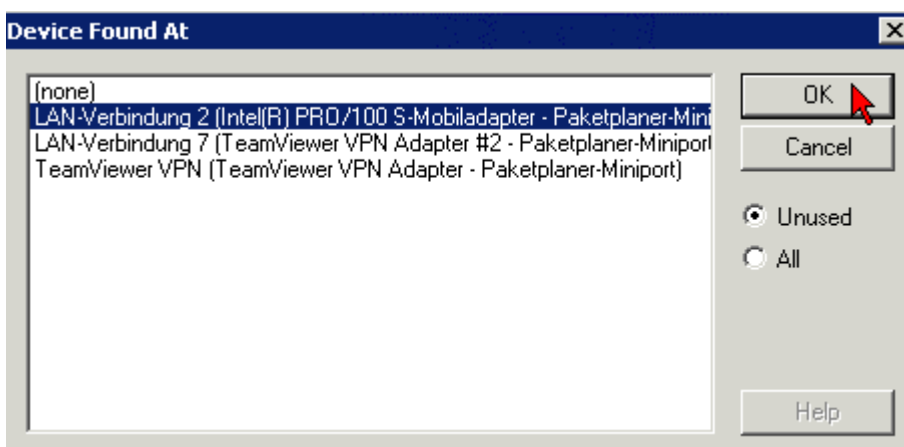 Device Found At
(none)
LAN-Verbindung 2 (Intel(R) PRO/100 S-Mobiladapter - Paketplaner-Mini
LAN-Verbindung 7 (TeamViewer VPN Adapter #2 - Paketplaner-Miniport
TeamViewer VPN (TeamViewer VPN Adapter - Paketplaner-Miniport)
OK
Cancel
Unused
All
Help